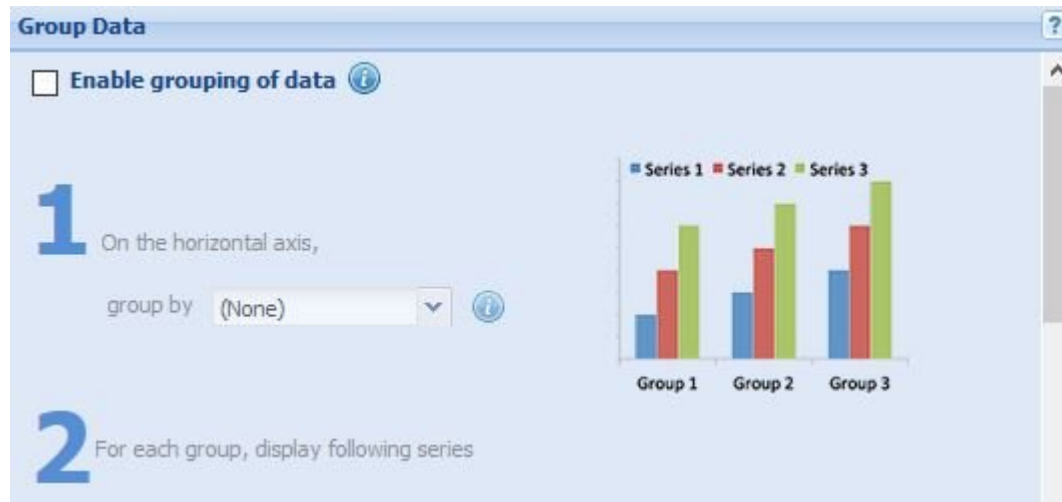 Group Data
?
Enable grouping of data
1
On the horizontal axis,
group by (None)
Series 1 Series 2 Series 3
Group 1 Group 2 Group 3
2
For each group, display following series